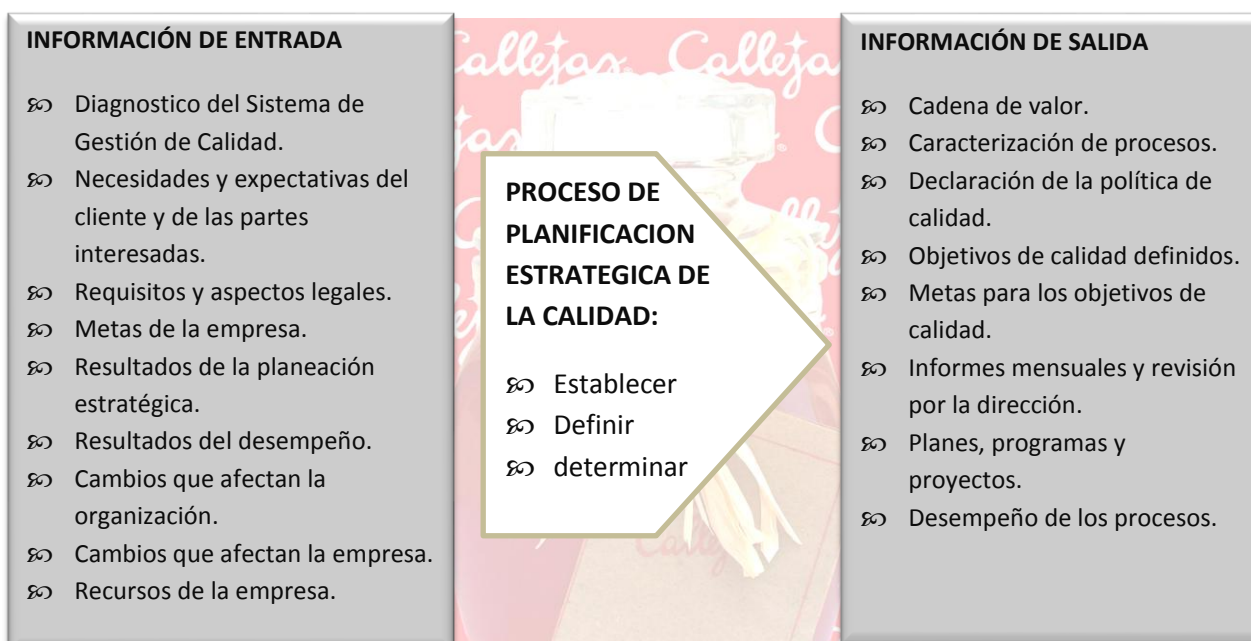 INFORMACIÓN DE ENTRADA
Diagnostico del Sistema de
Gestión de Calidad.
Necesidades y expectativas del
cliente y de las partes
interesadas.
Requisitos y aspectos legales.
Metas de la empresa.
Resultados de la planeación
estratégica.
Resultados del desempeño.
Cambios que afectan la
organización.
Cambios que afectan la empresa.
Recursos de la empresa.
Callejas Callejas
PROCESO DE
PLANIFICACION
ESTRATEGICA DE
LA CALIDAD:
Establecer
Definir
determinar
INFORMACIÓN DE SALIDA
Cadena de valor.
Caracterización de procesos.
Declaración de la política de
calidad.
Objetivos de calidad definidos.
Metas para los objetivos de
calidad.
Informes mensuales y revisión
por la dirección.
Planes, programas y
proyectos.
Desempeño de los procesos.